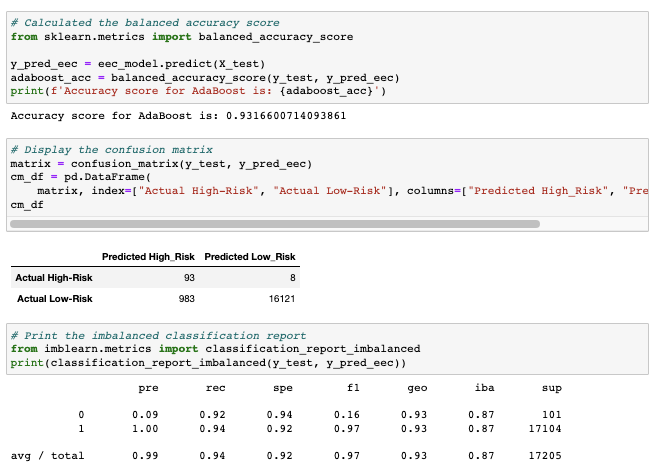 # Calculated the balanced accuracy score
from sklearn.metrics import balanced_accuracy_score
y_pred_eec = eec_model.predict(X_test)
adaboost_acc = balanced_accuracy_score(y_test, y_pred_eec)
print(f'Accuracy score for AdaBoost is: {adaboost_acc}')
Accuracy score for AdaBoost is: 0.9316600714093861
# Display the confusion matrix
matrix = confusion_matrix(y_test, y_pred_eec)
cm_df = pd.DataFrame(
    matrix, index=["Actual High-Risk", "Actual Low-Risk"], columns=["Predicted High_Risk", "Pre
cm_df
Predicted High_Risk Predicted Low_Risk
Actual High-Risk 93 8
Actual Low-Risk 983 16121
# Print the imbalanced classification report
from imblearn.metrics import classification_report_imbalanced
print(classification_report_imbalanced(y_test, y_pred_eec))
pre rec spe f1 geo iba sup
0 0.09 0.92 0.94 0.16 0.93 0.87 101
1 1.00 0.94 0.92 0.97 0.93 0.87 17104
avg / total 0.99 0.94 0.92 0.97 0.93 0.87 17205